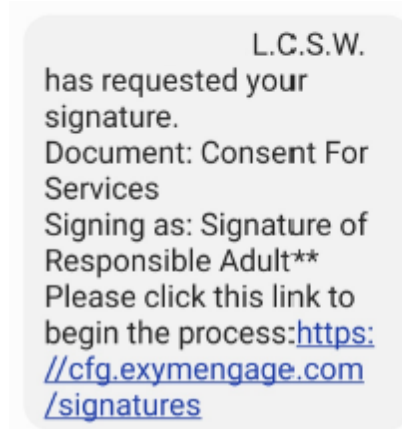 L.C.S.W.
has requested your
signature.
Document: Consent For
Services
Signing as: Signature of
Responsible Adult**
Please click this link to
begin the process:https:
//cfg.exymengage.com
/signatures